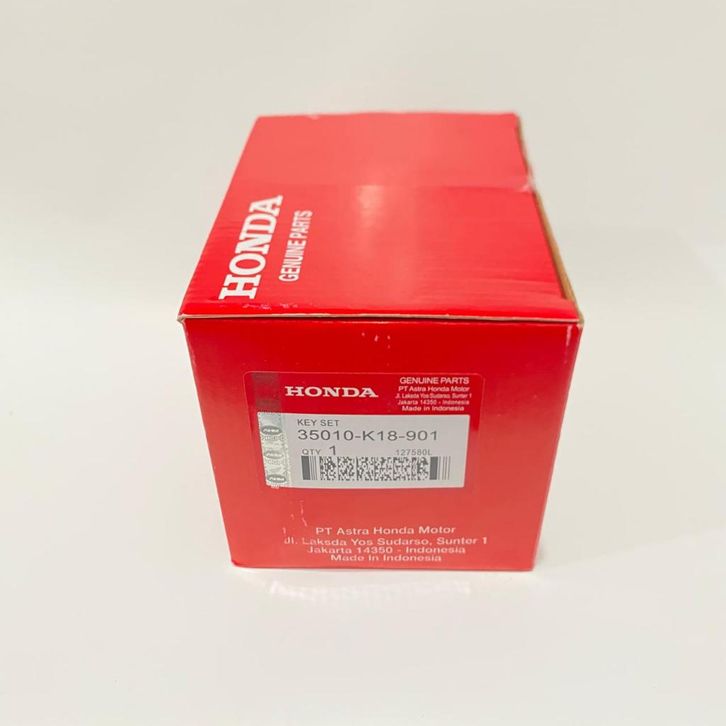 HONDA
GENUINE PARTS
HONDA
GENUINE PARTS
PT Astra Honda Motor
Jl. Laksda Yos Sudarso, Sunter 1
Jakarta 14350 - Indonesia
Made in Indonesia
KEY SET
35010-K18-901
QTY 1 127580L
PT Astra Honda Motor
Jl. Laksda Yos Sudarso, Sunter 1
Jakarta 14350 - Indonesia
Made In Indonesia